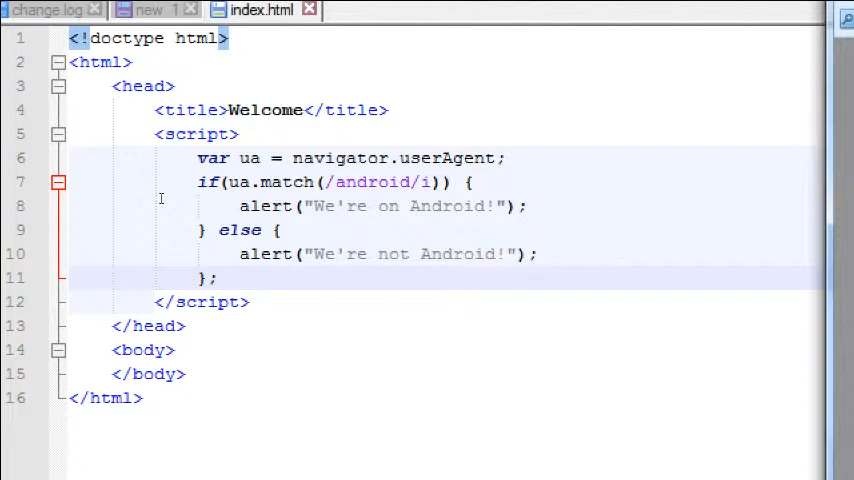 change.log new 1 index.html
1 <!doctype html>
2 <html>
3 <head>
4 <title>Welcome</title>
5 <script>
6 var ua = navigator.userAgent;
7 if(ua.match(/android/i)) {
8 alert("We're on Android!");
9 } else {
10 alert("We're not Android!");
11 };
12 </script>
13 </head>
14 <body>
15 </body>
16 </html>